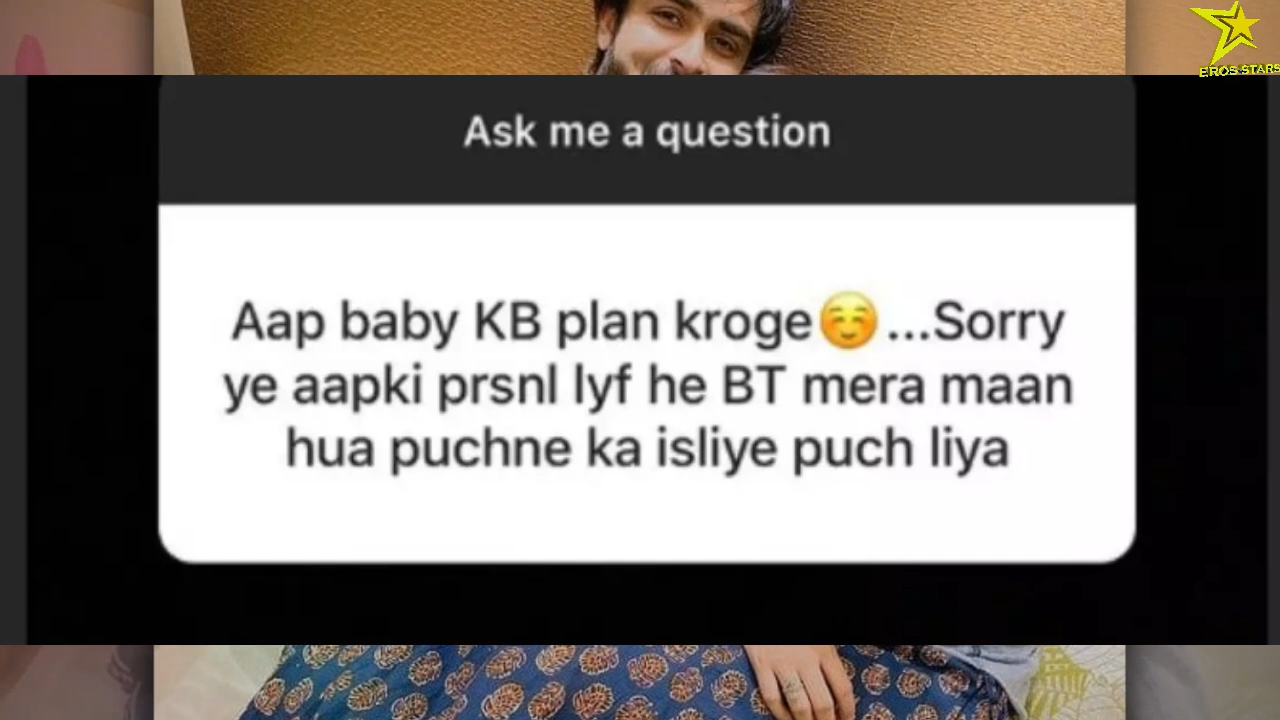 EROS STARS
Ask me a question
Aap baby KB plan kroge☺️...Sorry
ye aapki prsnl lyf he BT mera maan
hua puchne ka isliye puch liya